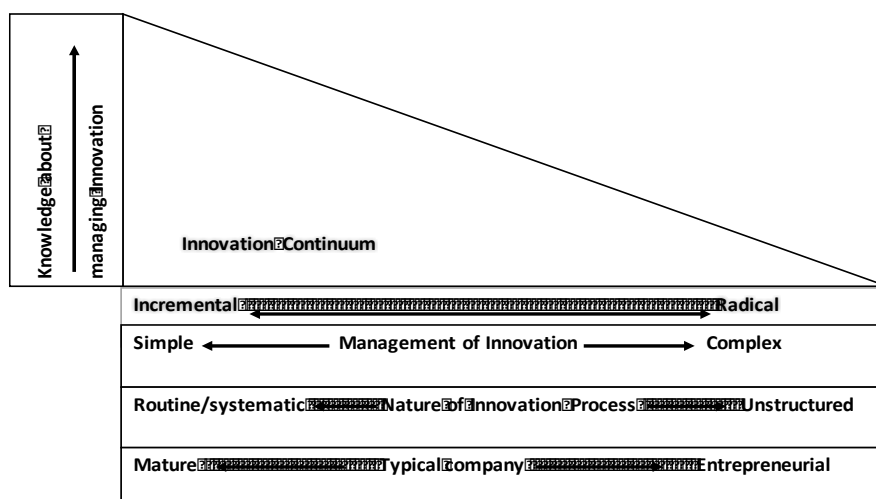 Knowledge about
managing Innovation
Innovation Continuum
Incremental Radical
Simple Management of Innovation Complex
Routine/systematic Nature of Innovation Process Unstructured
Mature Typical company Entrepreneurial